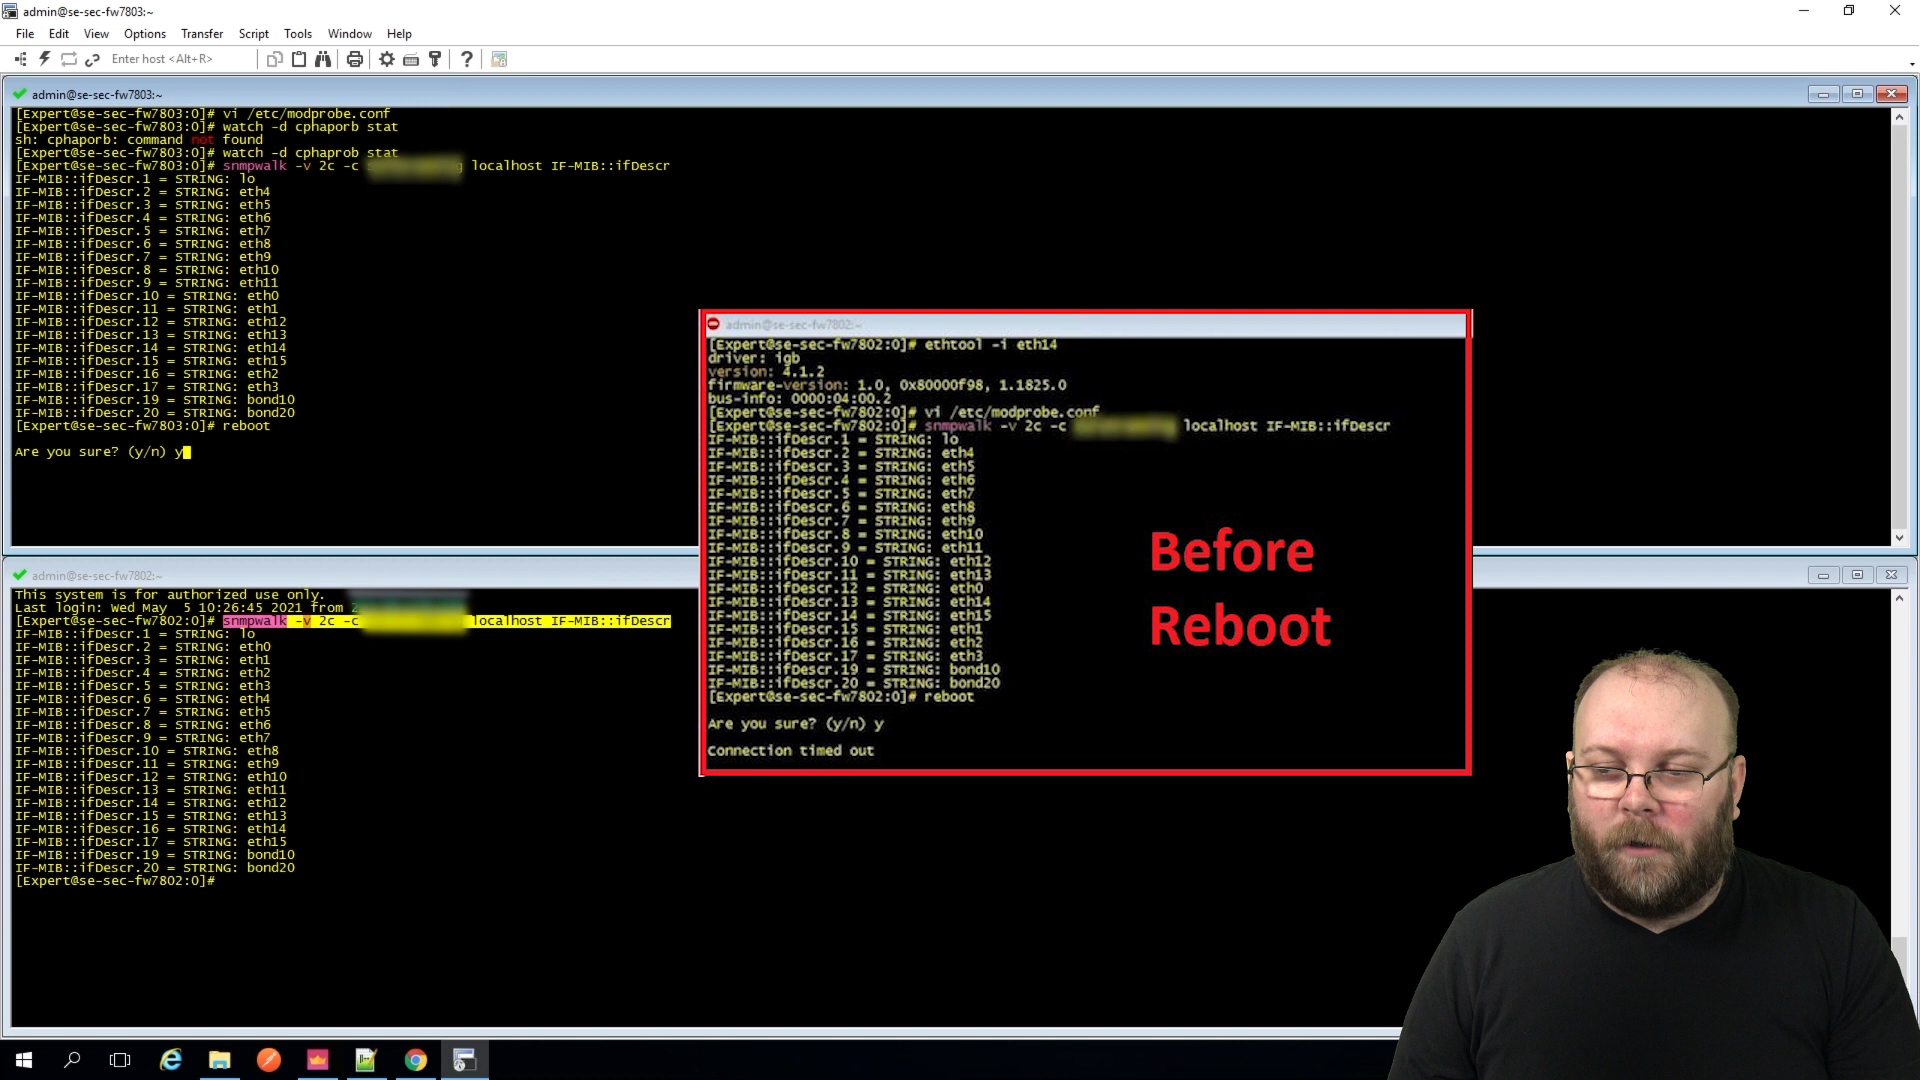 admin@se-sec-fw7803:~
File Edit View Options Transfer Script Tools Window Help
Enter host <Alt+R>
admin@se-sec-fw7803:~
[Expert@se-sec-fw7803:0]# vi /etc/modprobe.conf
[Expert@se-sec-fw7803:0]# watch -d cphaporb stat
sh: cphaporb: command not found
[Expert@se-sec-fw7803:0]# watch -d cphaprob stat
[Expert@se-sec-fw7803:0]# snmpwalk -v 2c -c localhost IF-MIB::ifDescr
IF-MIB::ifDescr.1 = STRING: lo
IF-MIB::ifDescr.2 = STRING: eth4
IF-MIB::ifDescr.3 = STRING: eth5
IF-MIB::ifDescr.4 = STRING: eth6
IF-MIB::ifDescr.5 = STRING: eth7
IF-MIB::ifDescr.6 = STRING: eth8
IF-MIB::ifDescr.7 = STRING: eth9
IF-MIB::ifDescr.8 = STRING: eth10
IF-MIB::ifDescr.9 = STRING: eth11
IF-MIB::ifDescr.10 = STRING: eth0
IF-MIB::ifDescr.11 = STRING: eth1
IF-MIB::ifDescr.12 = STRING: eth12
IF-MIB::ifDescr.13 = STRING: eth13
IF-MIB::ifDescr.14 = STRING: eth14
IF-MIB::ifDescr.15 = STRING: eth15
IF-MIB::ifDescr.16 = STRING: eth2
IF-MIB::ifDescr.17 = STRING: eth3
IF-MIB::ifDescr.19 = STRING: bond10
IF-MIB::ifDescr.20 = STRING: bond20
[Expert@se-sec-fw7803:0]# reboot
Are you sure? (y/n) y
admin@se-sec-fw7802:~
[Expert@se-sec-fw7802:0]# ethtool -i eth14
driver: igb
version: 4.1.2
firmware-version: 1.0, 0x80000f98, 1.1825.0
bus-info: 0000:04:00.2
[Expert@se-sec-fw7802:0]# vi /etc/modprobe.conf
[Expert@se-sec-fw7802:0]# snmpwalk -v 2c -c localhost IF-MIB::ifDescr
IF-MIB::ifDescr.1 = STRING: lo
IF-MIB::ifDescr.2 = STRING: eth4
IF-MIB::ifDescr.3 = STRING: eth5
IF-MIB::ifDescr.4 = STRING: eth6
IF-MIB::ifDescr.5 = STRING: eth7
IF-MIB::ifDescr.6 = STRING: eth8
IF-MIB::ifDescr.7 = STRING: eth9
IF-MIB::ifDescr.8 = STRING: eth10
IF-MIB::ifDescr.9 = STRING: eth11
IF-MIB::ifDescr.10 = STRING: eth12
IF-MIB::ifDescr.11 = STRING: eth13
IF-MIB::ifDescr.12 = STRING: eth0
IF-MIB::ifDescr.13 = STRING: eth14
IF-MIB::ifDescr.14 = STRING: eth15
IF-MIB::ifDescr.15 = STRING: eth1
IF-MIB::ifDescr.16 = STRING: eth2
IF-MIB::ifDescr.17 = STRING: eth3
IF-MIB::ifDescr.19 = STRING: bond10
IF-MIB::ifDescr.20 = STRING: bond20
[Expert@se-sec-fw7802:0]# reboot
Are you sure? (y/n) y
Connection timed out
Before
Reboot
admin@se-sec-fw7802:~
This system is for authorized use only.
Last login: Wed May 5 10:26:45 2021 from
[Expert@se-sec-fw7802:0]# snmpwalk -v 2c -c localhost IF-MIB::ifDescr
IF-MIB::ifDescr.1 = STRING: lo
IF-MIB::ifDescr.2 = STRING: eth0
IF-MIB::ifDescr.3 = STRING: eth1
IF-MIB::ifDescr.4 = STRING: eth2
IF-MIB::ifDescr.5 = STRING: eth3
IF-MIB::ifDescr.6 = STRING: eth4
IF-MIB::ifDescr.7 = STRING: eth5
IF-MIB::ifDescr.8 = STRING: eth6
IF-MIB::ifDescr.9 = STRING: eth7
IF-MIB::ifDescr.10 = STRING: eth8
IF-MIB::ifDescr.11 = STRING: eth9
IF-MIB::ifDescr.12 = STRING: eth10
IF-MIB::ifDescr.13 = STRING: eth11
IF-MIB::ifDescr.14 = STRING: eth12
IF-MIB::ifDescr.15 = STRING: eth13
IF-MIB::ifDescr.16 = STRING: eth14
IF-MIB::ifDescr.17 = STRING: eth15
IF-MIB::ifDescr.19 = STRING: bond10
IF-MIB::ifDescr.20 = STRING: bond20
[Expert@se-sec-fw7802:0]#